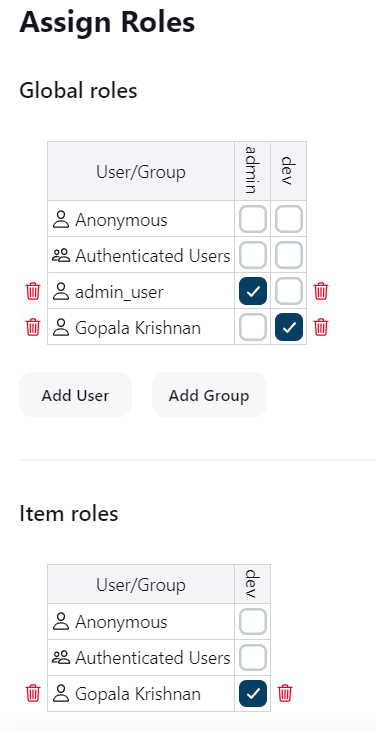 Assign Roles
Global roles
User/Group admin dev
Anonymous
Authenticated Users
admin_user
Gopala Krishnan
Add User Add Group
Item roles
User/Group dev
Anonymous
Authenticated Users
Gopala Krishnan